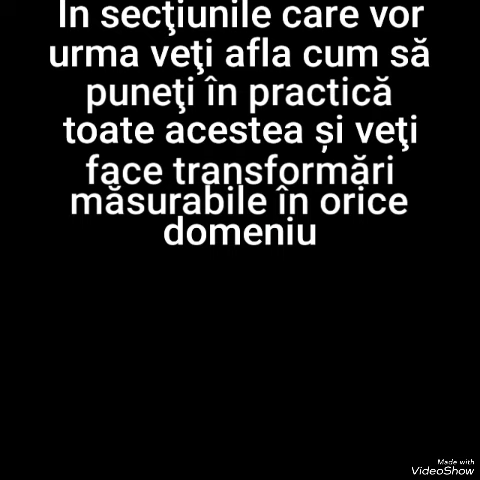 În secţiunile care vor
urma veţi afla cum să
puneţi în practică
toate acestea și veţi
face transformări
măsurabile în orice
domeniu
Made with
VideoShow